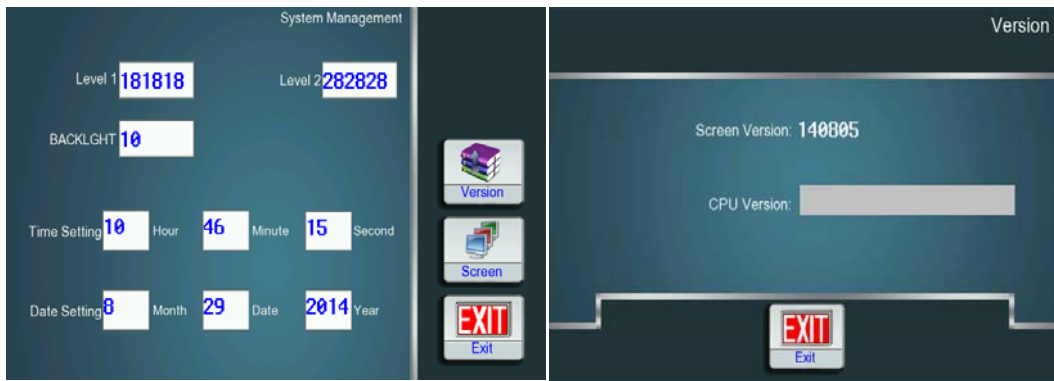 System Management
Level 1 181818 Level 2 282828
BACKLGHT 10
Version
Time Setting 10 Hour 46 Minute 15 Second
Screen
Date Setting 8 Month 29 Date 2014 Year
EXIT
Exit
Version
Screen Version: 140805
CPU Version:
EXIT
Exit